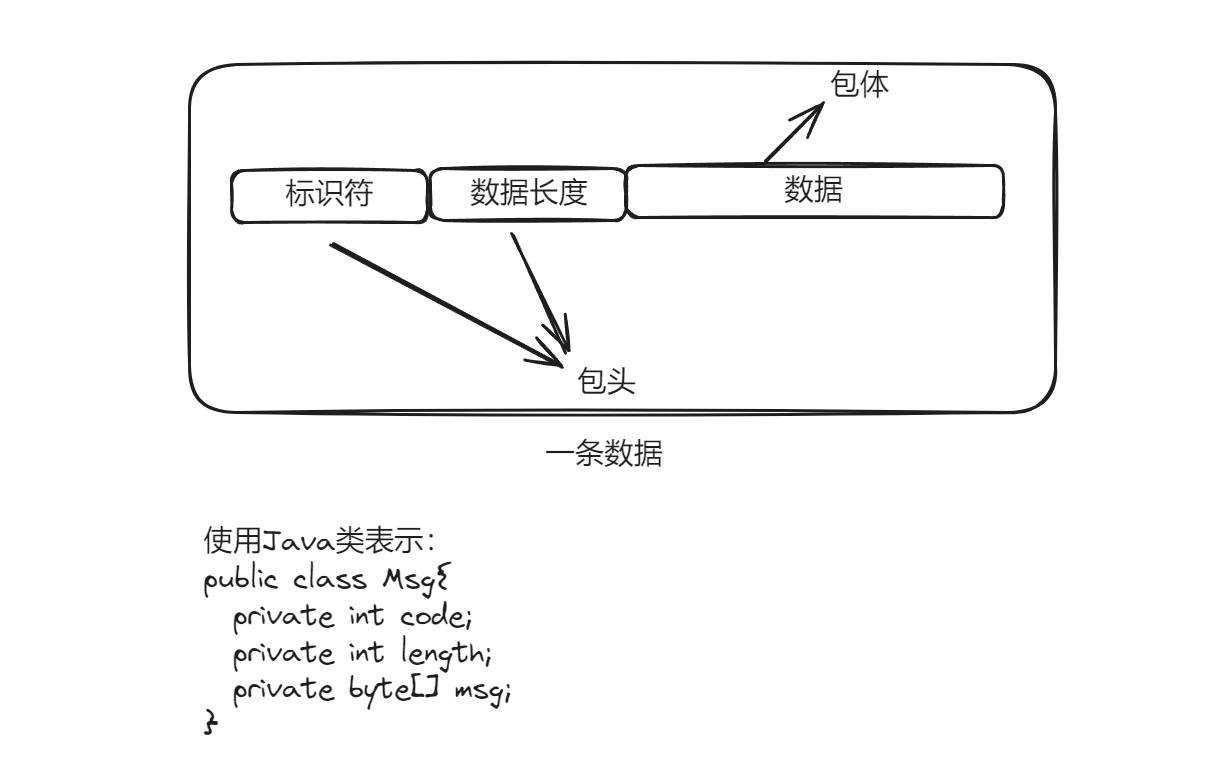 包体
标识符 数据长度 数据
包头
一条数据
使用Java类表示：
public class Msg{
private int code;
private int length;
private byte[] msg;
}